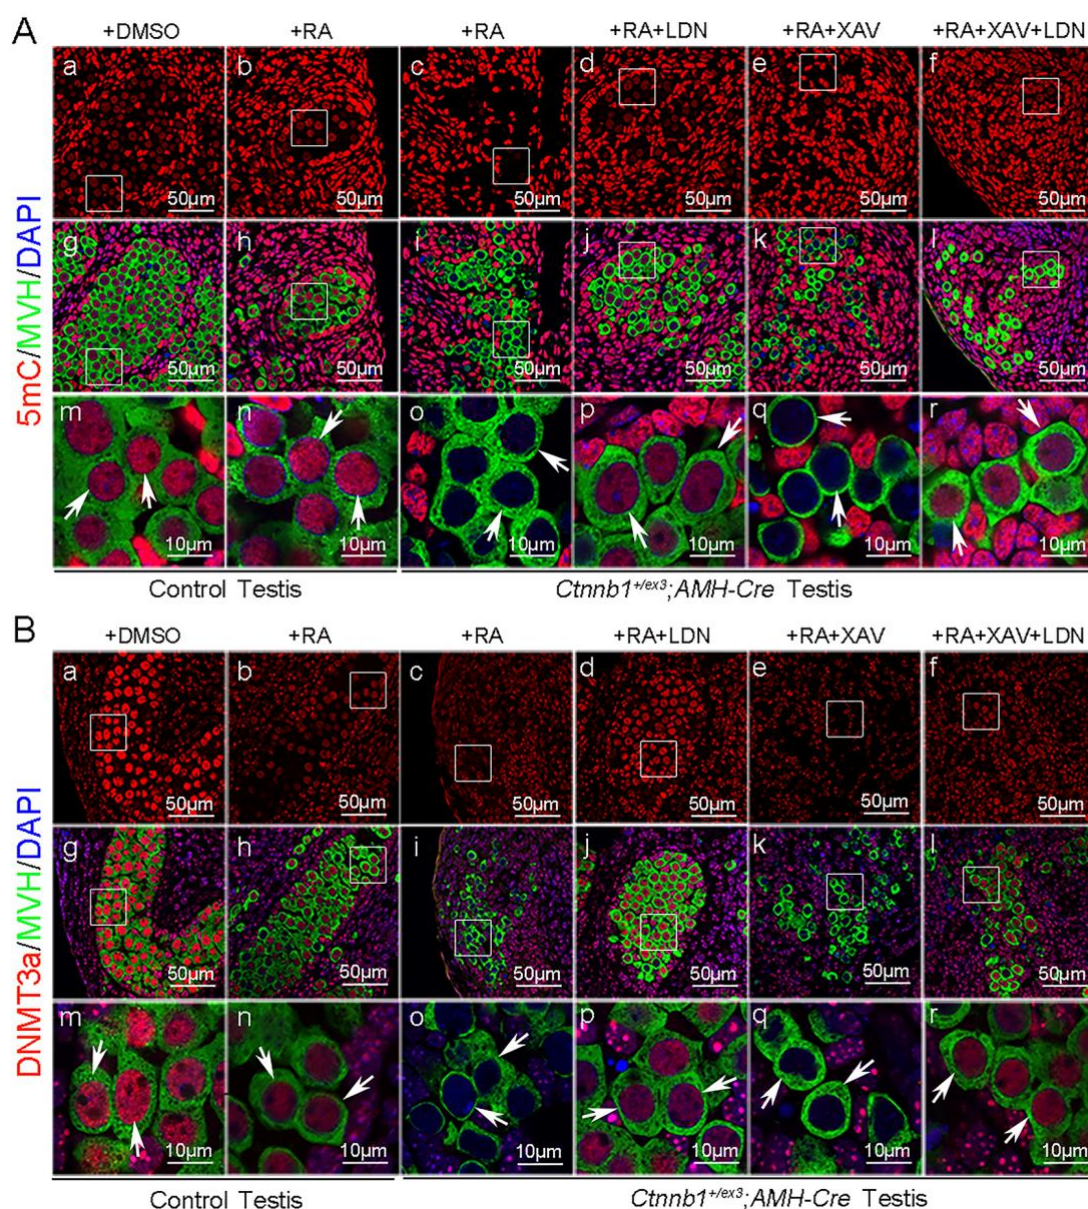 A
+DMSO +RA +RA +RA+LDN +RA+XAV +RA+XAV+LDN
5mC/MVH/DAPI
a b c d e f
50μm 50μm 50μm 50μm 50μm 50μm
g h i j k l
50μm 50μm 50μm 50μm 50μm 50μm
m n o p q r
10μm 10μm 10μm 10μm 10μm 10μm
Control Testis Ctnnb1+/ex3;AMH-Cre Testis
B
+DMSO +RA +RA +RA+LDN +RA+XAV +RA+XAV+LDN
DNMT3a/MVH/DAPI
a b c d e f
50μm 50μm 50μm 50μm 50μm 50μm
g h i j k l
50μm 50μm 50μm 50μm 50μm 50μm
m n o p q r
10μm 10μm 10μm 10μm 10μm 10μm
Control Testis Ctnnb1+/ex3;AMH-Cre Testis